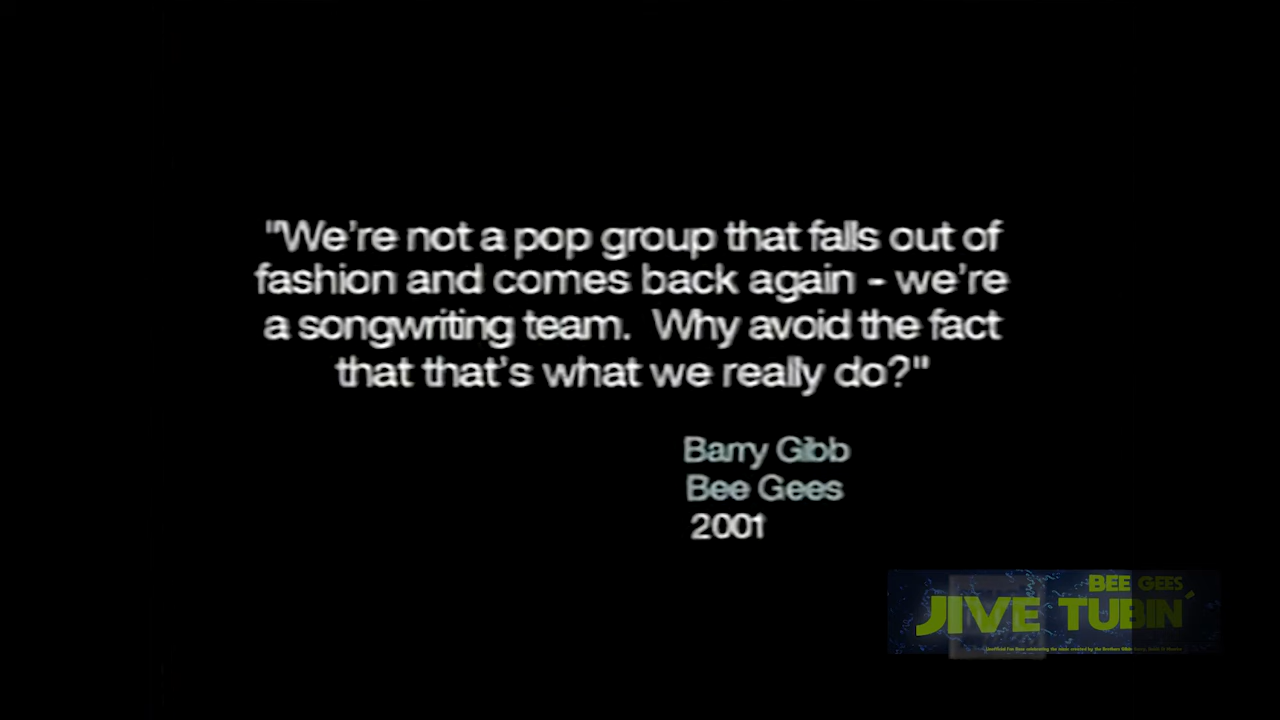 "We're not a pop group that falls out of
fashion and comes back again - we're
a songwriting team.  Why avoid the fact
that that's what we really do?"
Barry Gibb
Bee Gees
2001
BEE GEES
JIVE TUBIN´